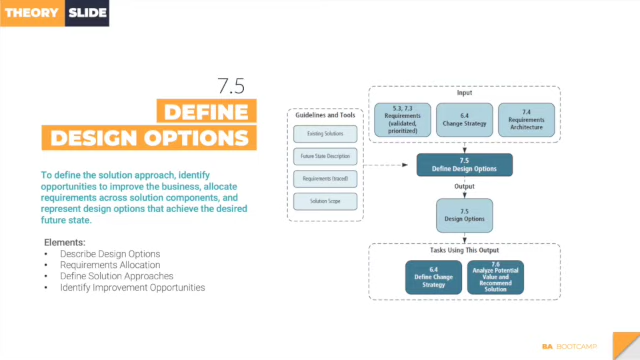 THEORY SLIDE
7.5
DEFINE
DESIGN OPTIONS
To define the solution approach, identify
opportunities to improve the business, allocate
requirements across solution components, and
represent design options that achieve the desired
future state.
Elements:
• Describe Design Options
• Requirements Allocation
• Define Solution Approaches
• Identify Improvement Opportunities
Guidelines and Tools
Existing Solutions
Future State Description
Requirements (traced)
Solution Scope
Input
5.3, 7.3
Requirements
(validated,
prioritized)
6.4
Change Strategy
7.4
Requirements
Architecture
7.5
Define Design Options
Output
7.5
Design Options
Tasks Using This Output
6.4
Define Change
Strategy
7.6
Analyze Potential
Value and
Recommend
Solution
BA BOOTCAMP